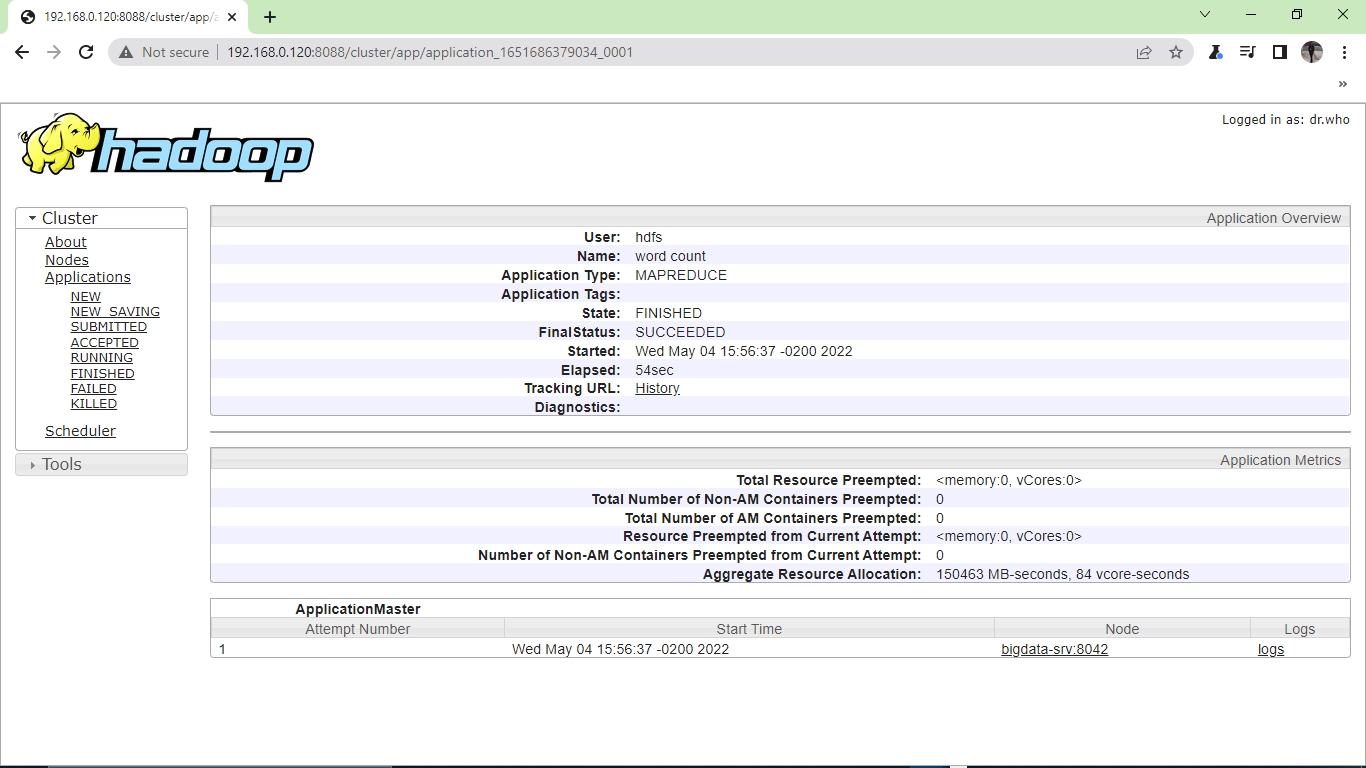 192.168.0.120:8088/cluster/app/a
Not secure
192.168.0.120:8088/cluster/app/application_1651686379034_0001
»
hadoop
Logged in as: dr.who
Cluster
About
Nodes
Applications
NEW
NEW_SAVING
SUBMITTED
ACCEPTED
RUNNING
FINISHED
FAILED
KILLED
Scheduler
Tools
Application Overview
User: hdfs
Name: word count
Application Type: MAPREDUCE
Application Tags:
State: FINISHED
FinalStatus: SUCCEEDED
Started: Wed May 04 15:56:37 -0200 2022
Elapsed: 54sec
Tracking URL: History
Diagnostics:
Application Metrics
Total Resource Preempted: <memory:0, vCores:0>
Total Number of Non-AM Containers Preempted: 0
Total Number of AM Containers Preempted: 0
Resource Preempted from Current Attempt: <memory:0, vCores:0>
Number of Non-AM Containers Preempted from Current Attempt: 0
Aggregate Resource Allocation: 150463 MB-seconds, 84 vcore-seconds
ApplicationMaster
Attempt Number Start Time Node Logs
1 Wed May 04 15:56:37 -0200 2022 bigdata-srv:8042 logs